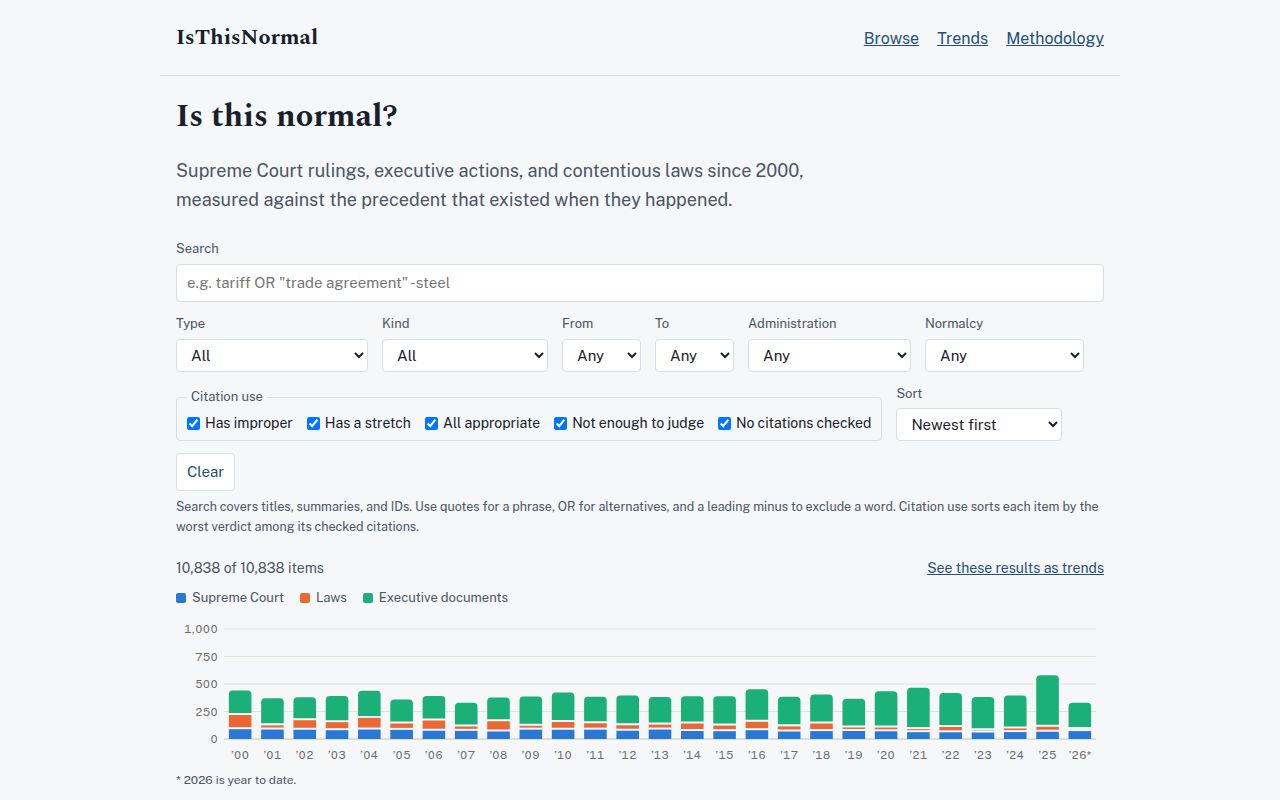 IsThisNormal
Browse Trends Methodology
Is this normal?
Supreme Court rulings, executive actions, and contentious laws since 2000,
measured against the precedent that existed when they happened.
Search
e.g. tariff OR "trade agreement" -steel
Type Kind From To Administration Normalcy
All All Any Any Any Any
Citation use Sort
Has improper Has a stretch All appropriate Not enough to judge No citations checked Newest first
Clear
Search covers titles, summaries, and IDs. Use quotes for a phrase, OR for alternatives, and a leading minus to exclude a word. Citation use sorts each item by the
worst verdict among its checked citations.
10,838 of 10,838 items See these results as trends
Supreme Court Laws Executive documents
1,000
750
500
250
0
'00 '01 '02 '03 '04 '05 '06 '07 '08 '09 '10 '11 '12 '13 '14 '15 '16 '17 '18 '19 '20 '21 '22 '23 '24 '25 '26*
* 2026 is year to date.